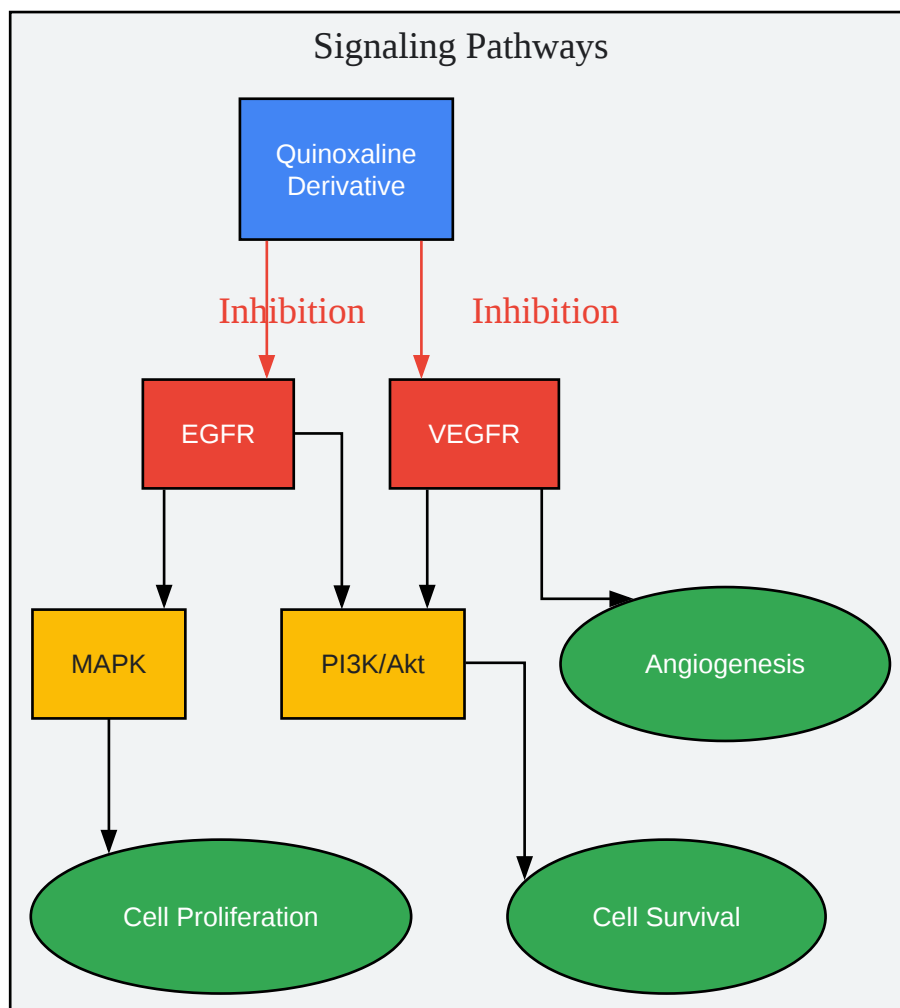 Signaling Pathways
Quinoxaline
Derivative
Inhibition
Inhibition
EGFR
VEGFR
MAPK
PI3K/Akt
Angiogenesis
Cell Proliferation
Cell Survival